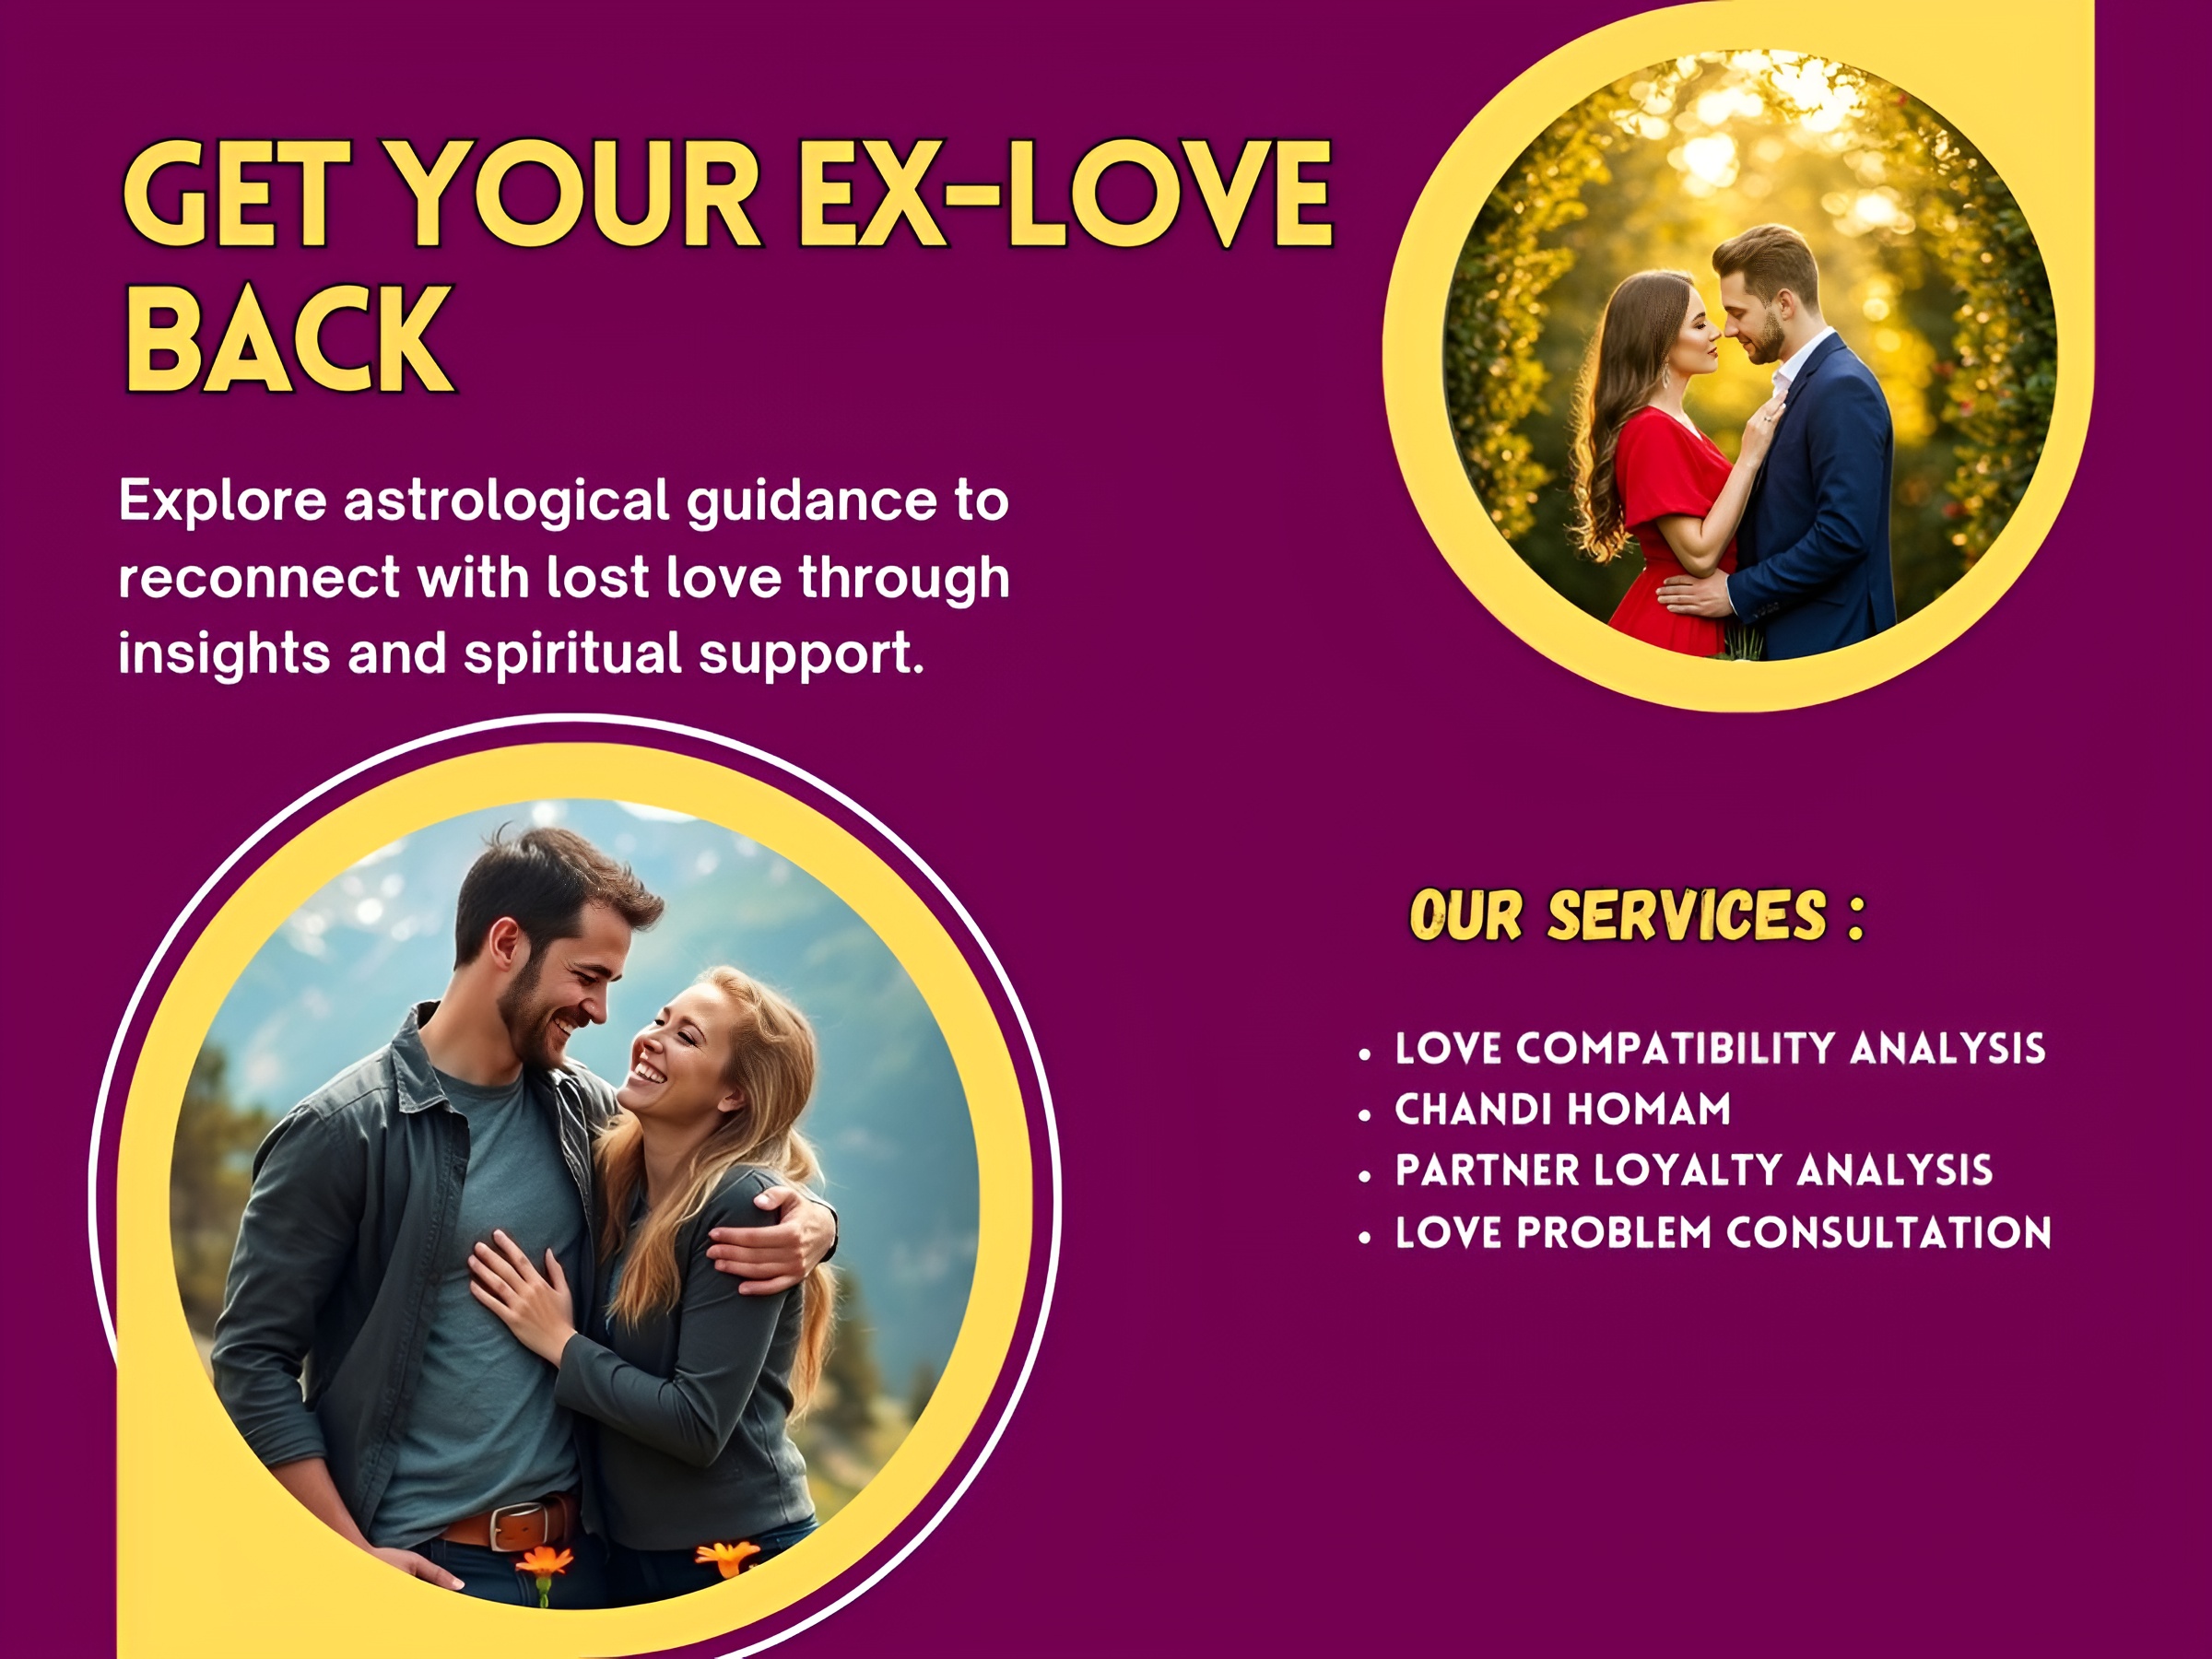 GET YOUR EX-LOVE
BACK
Explore astrological guidance to
reconnect with lost love through
insights and spiritual support.
OUR SERVICES :
• LOVE COMPATIBILITY ANALYSIS
• CHANDI HOMAM
• PARTNER LOYALTY ANALYSIS
• LOVE PROBLEM CONSULTATION